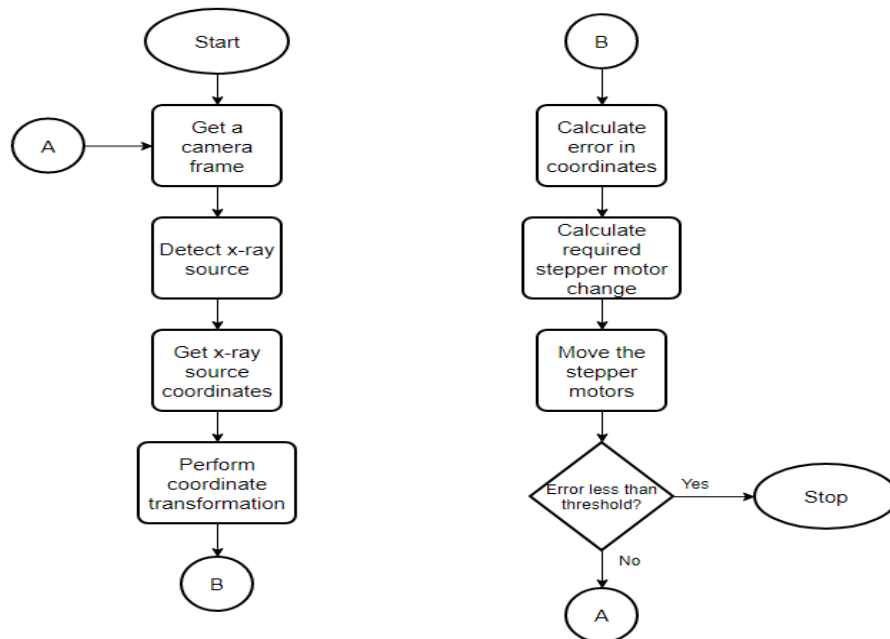 Start
A
Get a
camera
frame
Detect x-ray
source
Get x-ray
source
coordinates
Perform
coordinate
transformation
B
B
Calculate
error in
coordinates
Calculate
required
stepper motor
change
Move the
stepper
motors
Error less than
threshold?
Yes
Stop
No
A